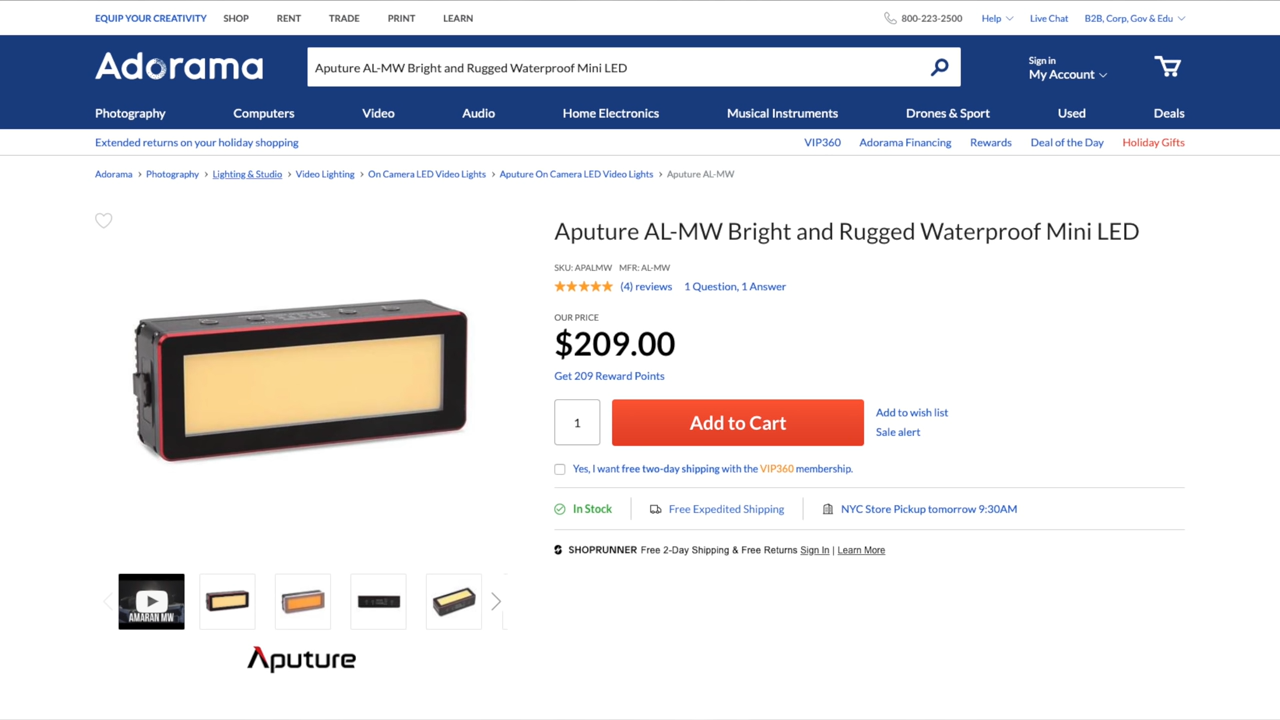 EQUIP YOUR CREATIVITY SHOP RENT TRADE PRINT LEARN 800-223-2500 Help Live Chat B2B, Corp, Gov & Edu
Adorama Aputure AL-MW Bright and Rugged Waterproof Mini LED Sign in
My Account
Photography Computers Video Audio Home Electronics Musical Instruments Drones & Sport Used Deals
Extended returns on your holiday shopping VIP360 Adorama Financing Rewards Deal of the Day Holiday Gifts
Adorama › Photography › Lighting & Studio › Video Lighting › On Camera LED Video Lights › Aputure On Camera LED Video Lights › Aputure AL-MW
Aputure AL-MW Bright and Rugged Waterproof Mini LED
SKU: APALMW MFR: AL-MW
(4) reviews 1 Question, 1 Answer
OUR PRICE
$209.00
Get 209 Reward Points
1 Add to Cart Add to wish list
Sale alert
Yes, I want free two-day shipping with the VIP360 membership.
In Stock Free Expedited Shipping NYC Store Pickup tomorrow 9:30AM
SHOPRUNNER Free 2-Day Shipping & Free Returns Sign In | Learn More
AMARAN MW
Aputure